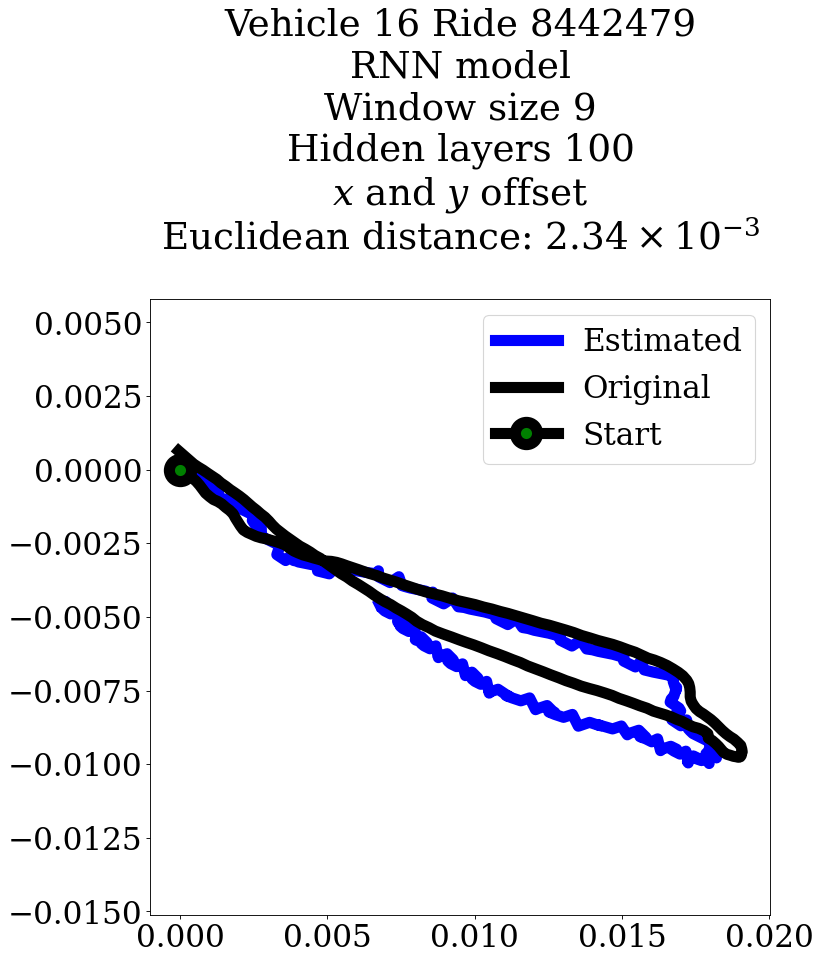 Vehicle 16 Ride 8442479
RNN model
Window size 9
Hidden layers 100
x and y offset
Euclidean distance: 2.34 × 10⁻³
Estimated
Original
Start
0.0050
0.0025
0.0000
−0.0025
−0.0050
−0.0075
−0.0100
−0.0125
−0.0150
0.000 0.005 0.010 0.015 0.020